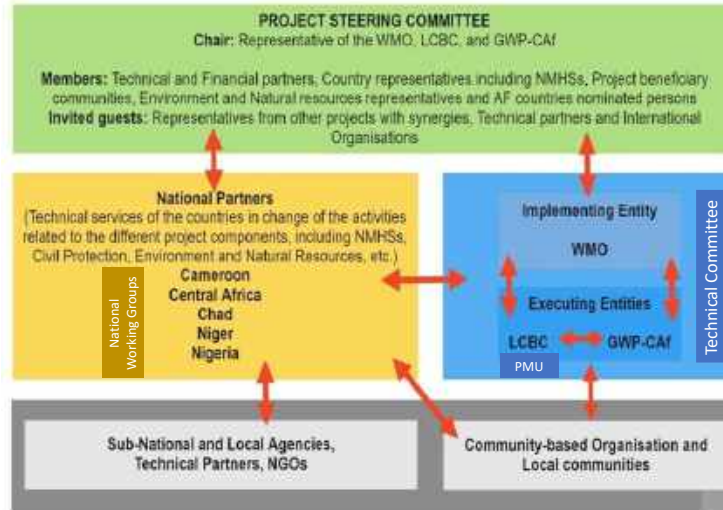 PROJECT STEERING COMMITTEE
Chair: Representative of the WMO, LCBC, and GWP-CAf
Members: Technical and Financial partners, Country representatives including NMHSs, Project beneficiary
communities, Environment and Natural resources representatives and AF countries nominated persons
Invited guests: Representatives from other projects with synergies, Technical partners and International
Organisations
National Partners
(Technical services of the countries in change of the activities
related to the different project components, including NMHSs,
Civil Protection, Environment and Natural Resources, etc.)
Cameroon
Central Africa
Chad
Niger
Nigeria
National
Working Groups
Implementing Entity
WMO
Executing Entities
LCBC
GWP-CAf
PMU
Technical Committee
Sub-National and Local Agencies,
Technical Partners, NGOs
Community-based Organisation and
Local communities